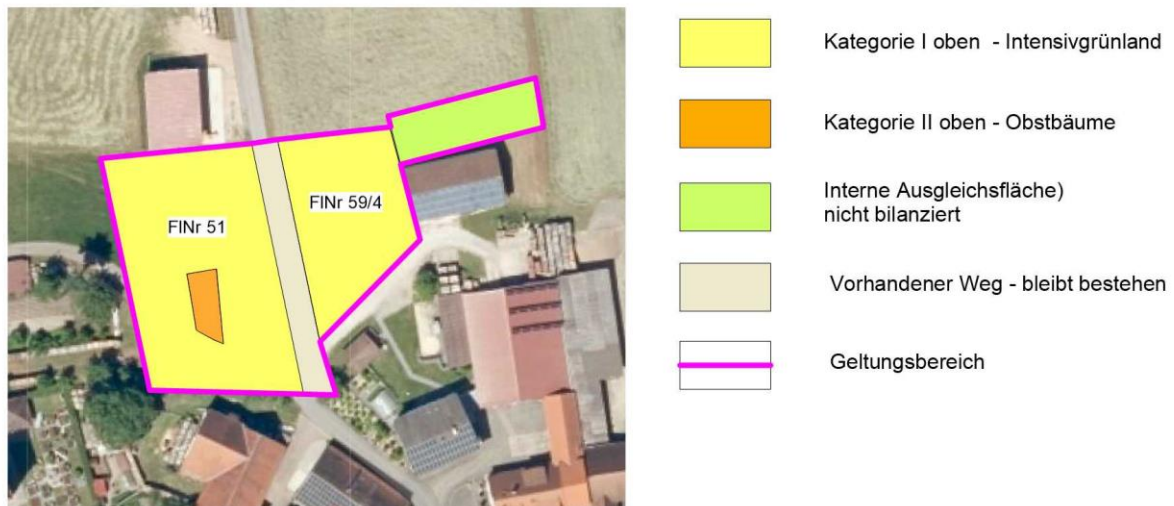 FlNr 51
FlNr 59/4
Kategorie I oben - Intensivgrünland
Kategorie II oben - Obstbäume
Interne Ausgleichsfläche)
nicht bilanziert
Vorhandener Weg - bleibt bestehen
Geltungsbereich